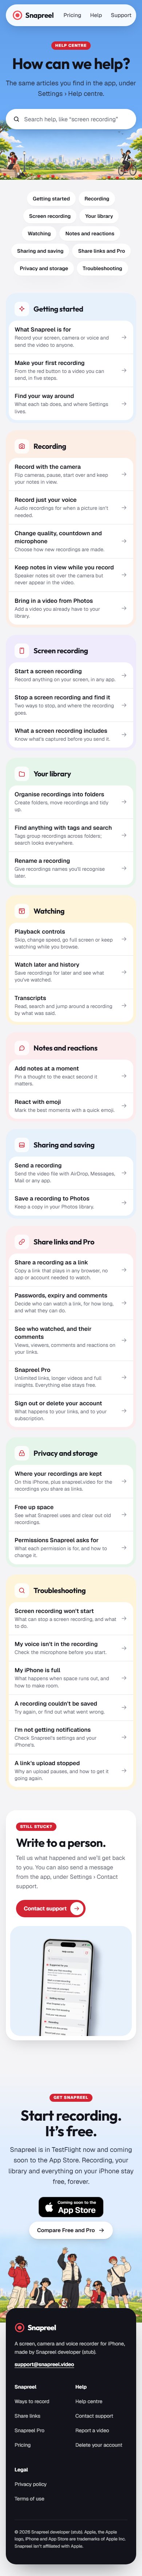 Snapreel Pricing Help Support
HELP CENTRE
How can we help?
The same articles you find in the app, under
Settings › Help centre.
Search help, like “screen recording”
Getting started Recording
Screen recording Your library
Watching Notes and reactions
Sharing and saving Share links and Pro
Privacy and storage Troubleshooting
Getting started
What Snapreel is for
Record your screen, camera or voice and
send the video to anyone.
Make your first recording
From the red button to a video you can
send, in five steps.
Find your way around
What each tab does, and where Settings
lives.
Recording
Record with the camera
Flip cameras, pause, start over and keep
your notes in view.
Record just your voice
Audio recordings for when a picture isn't
needed.
Change quality, countdown and
microphone
Choose how new recordings are made.
Keep notes in view while you record
Speaker notes sit over the camera but
never appear in the video.
Bring in a video from Photos
Add a video you already have to your
library.
Screen recording
Start a screen recording
Record anything on your screen, in any app.
Stop a screen recording and find it
Two ways to stop, and where the recording
goes.
What a screen recording includes
Know what's captured before you send it.
Your library
Organise recordings into folders
Create folders, move recordings and tidy
up.
Find anything with tags and search
Tags group recordings across folders;
search looks everywhere.
Rename a recording
Give recordings names you'll recognise
later.
Watching
Playback controls
Skip, change speed, go full screen or keep
watching while you browse.
Watch later and history
Save recordings for later and see what
you've watched.
Transcripts
Read, search and jump around a recording
by what was said.
Notes and reactions
Add notes at a moment
Pin a thought to the exact second it
matters.
React with emoji
Mark the best moments with a quick emoji.
Sharing and saving
Send a recording
Send the video file with AirDrop, Messages,
Mail or any app.
Save a recording to Photos
Keep a copy in your Photos library.
Share links and Pro
Share a recording as a link
Copy a link that plays in any browser, no
app or account needed to watch.
Passwords, expiry and comments
Decide who can watch a link, for how long,
and what they can do.
See who watched, and their
comments
Views, viewers, comments and reactions on
your links.
Snapreel Pro
Unlimited links, longer videos and full
insights. Everything else stays free.
Sign out or delete your account
What happens to your links, and to your
subscription.
Privacy and storage
Where your recordings are kept
On this iPhone, plus snapreel.video for the
recordings you share as links.
Free up space
See what Snapreel uses and clear out old
recordings.
Permissions Snapreel asks for
What each permission is for, and how to
change it.
Troubleshooting
Screen recording won't start
What can stop a screen recording, and what
to do.
My voice isn't in the recording
Check the microphone before you start.
My iPhone is full
What happens when space runs out, and
how to make room.
A recording couldn't be saved
Try again, or find out what went wrong.
I'm not getting notifications
Check Snapreel's settings and your
iPhone's.
A link's upload stopped
Why an upload pauses, and how to get it
going again.
STILL STUCK?
Write to a person.
Tell us what happened and we'll get back
to you. You can also send a message
from the app, under Settings › Contact
support.
Contact support
GET SNAPREEL
Start recording.
It's free.
Snapreel is in TestFlight now and coming
soon to the App Store. Recording, your
library and everything on your iPhone stay
free, forever.
Coming soon to the
App Store
Compare Free and Pro
Snapreel
A screen, camera and voice recorder for iPhone,
made by Snapreel developer (stub).
support@snapreel.video
Snapreel Help
Ways to record Help centre
Share links Contact support
Snapreel Pro Report a video
Pricing Delete your account
Legal
Privacy policy
Terms of use
© 2026 Snapreel developer (stub). Apple, the Apple
logo, iPhone and App Store are trademarks of Apple Inc.
Snapreel isn't affiliated with Apple.